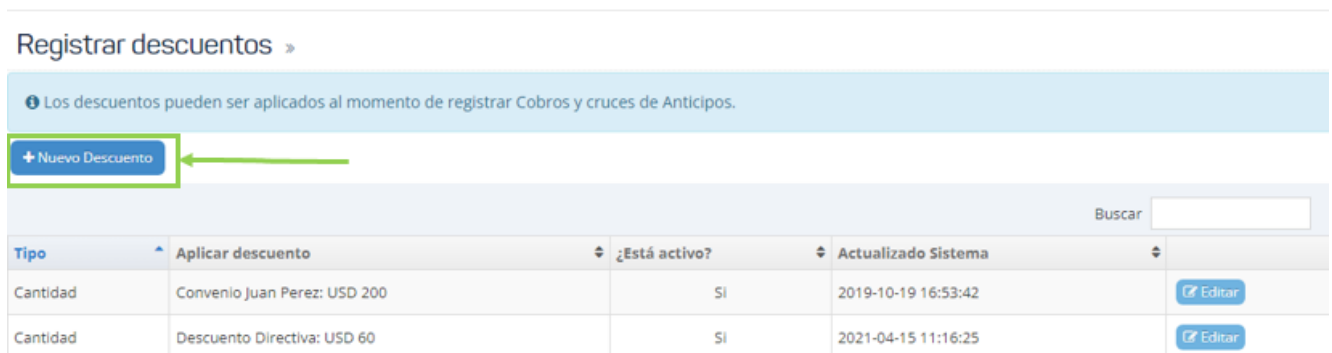 Registrar descuentos »
Los descuentos pueden ser aplicados al momento de registrar Cobros y cruces de Anticipos.
+ Nuevo Descuento
Buscar
Tipo Aplicar descuento ¿Está activo? Actualizado Sistema
Cantidad Convenio Juan Perez: USD 200 Si 2019-10-19 16:53:42 Editar
Cantidad Descuento Directiva: USD 60 Si 2021-04-15 11:16:25 Editar